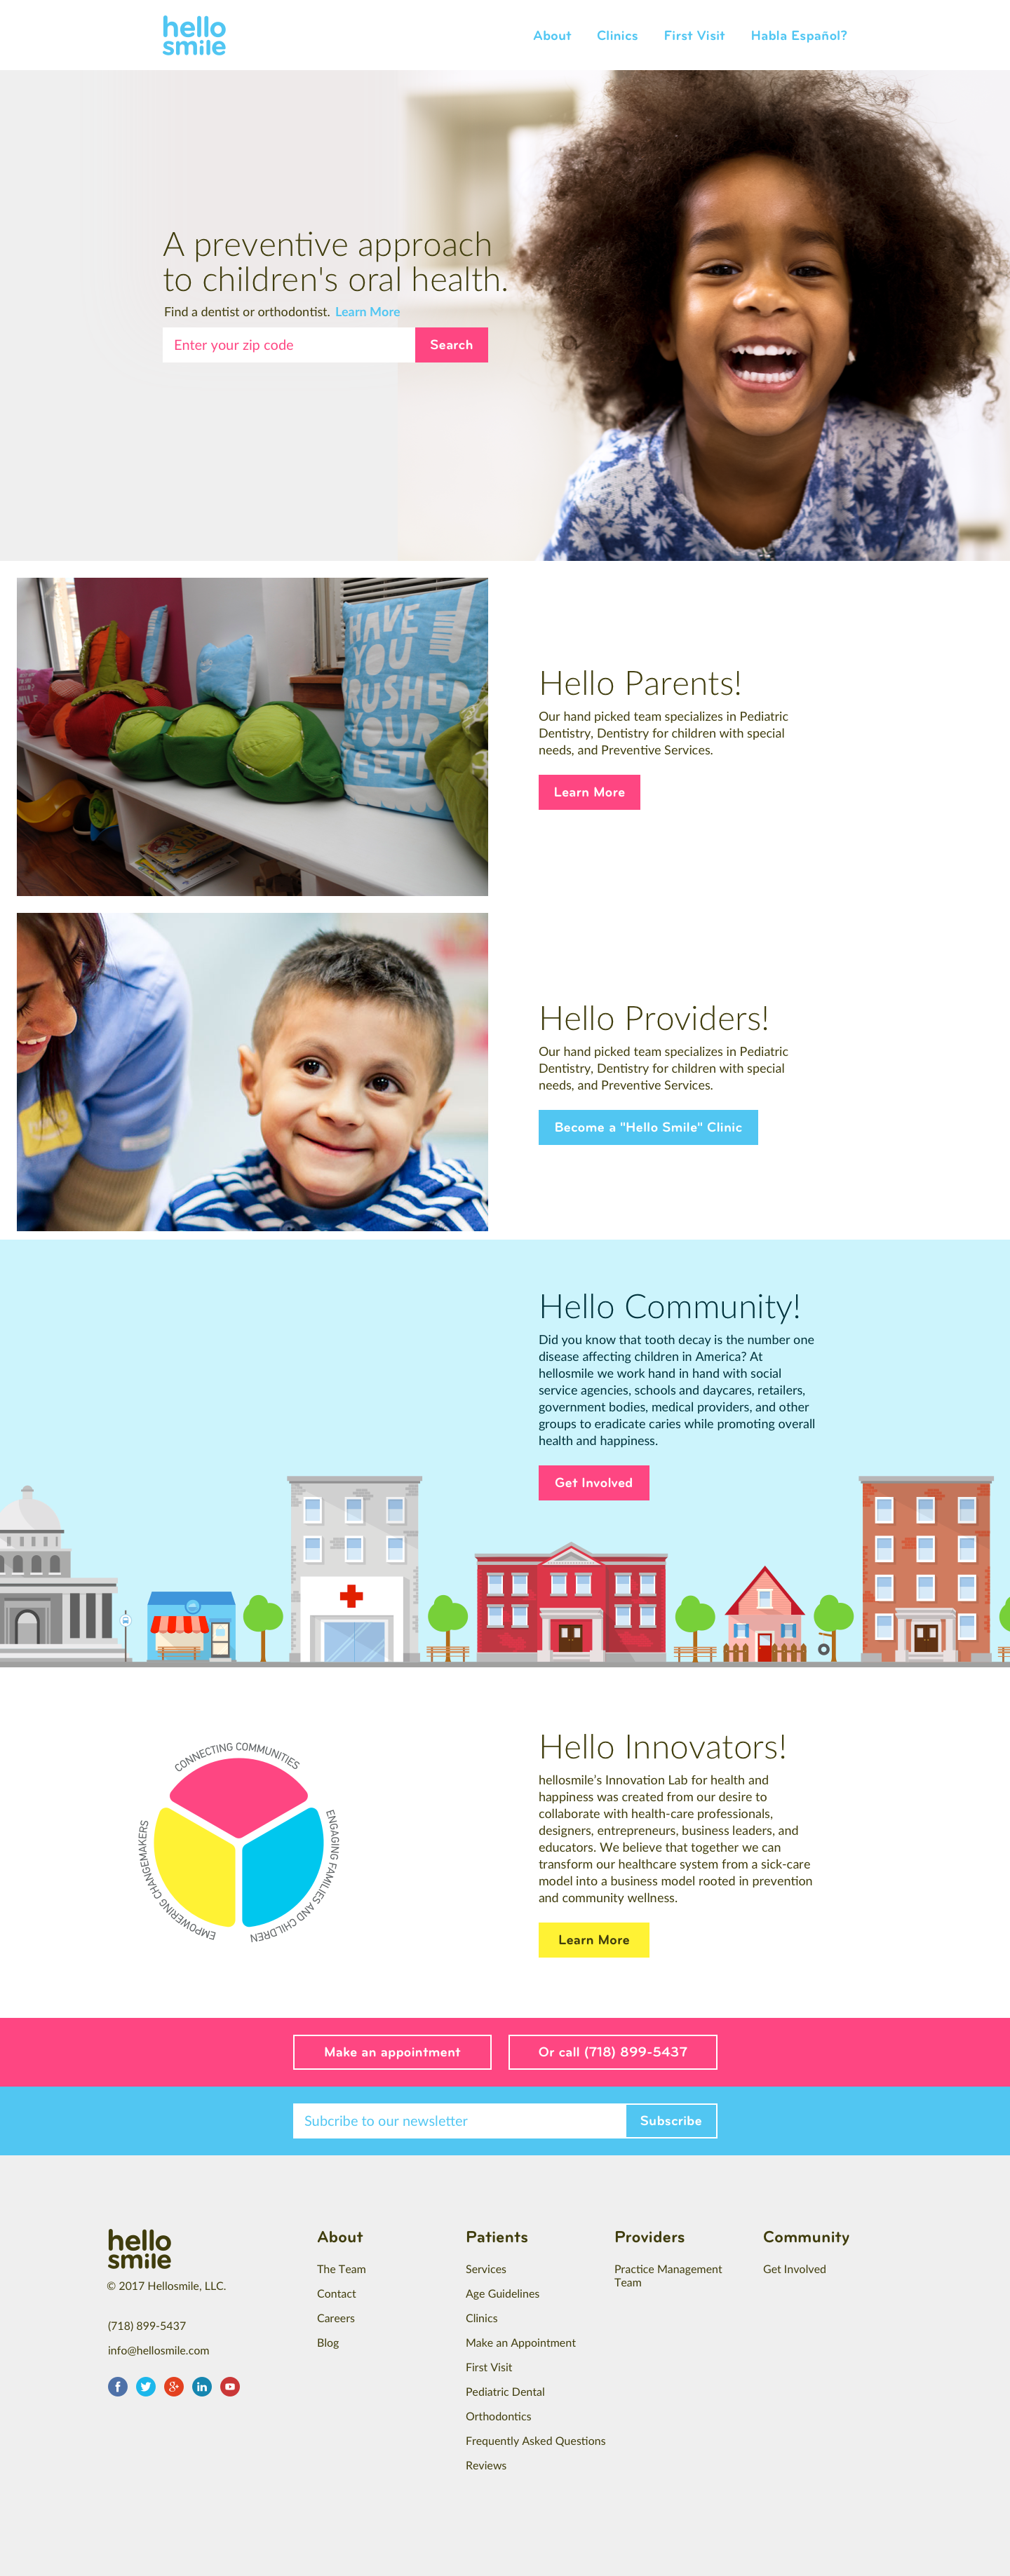 hello
smile
About
Clinics
First Visit
Habla Español?
A preventive approach
to children's oral health.
Find a dentist or orthodontist. Learn More
Enter your zip code
Search
HAVE
YOU
RUSHE
YOUR
EET
Hello Parents!
Our hand picked team specializes in Pediatric
Dentistry, Dentistry for children with special
needs, and Preventive Services.
Learn More
Hello Providers!
Our hand picked team specializes in Pediatric
Dentistry, Dentistry for children with special
needs, and Preventive Services.
Become a "Hello Smile" Clinic
Hello Community!
Did you know that tooth decay is the number one
disease affecting children in America? At
hellosmile we work hand in hand with social
service agencies, schools and daycares, retailers,
government bodies, medical providers, and other
groups to eradicate caries while promoting overall
health and happiness.
Get Involved
CONNECTING COMMUNITIES
ENGAGING FAMILIES AND CHILDREN
EMPOWERING CHANGEMAKERS
Hello Innovators!
hellosmile’s Innovation Lab for health and
happiness was created from our desire to
collaborate with health-care professionals,
designers, entrepreneurs, business leaders, and
educators. We believe that together we can
transform our healthcare system from a sick-care
model into a business model rooted in prevention
and community wellness.
Learn More
Make an appointment
Or call (718) 899-5437
Subcribe to our newsletter
Subscribe
hello
smile
© 2017 Hellosmile, LLC.
(718) 899-5437
info@hellosmile.com
About
The Team
Contact
Careers
Blog
Patients
Services
Age Guidelines
Clinics
Make an Appointment
First Visit
Pediatric Dental
Orthodontics
Frequently Asked Questions
Reviews
Providers
Practice Management
Team
Community
Get Involved